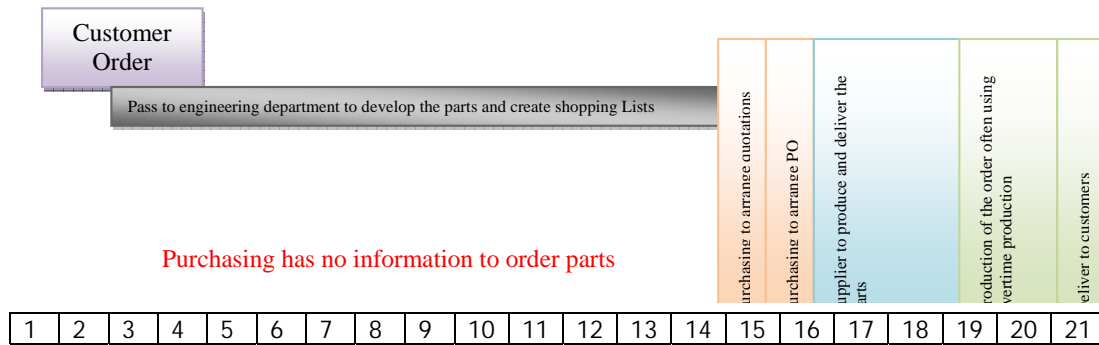 Customer
Order
Pass to engineering department to develop the parts and create shopping Lists
urchasing to arrange quotations
urchasing to arrange PO
upplier to produce and deliver the
arts
roduction of the order often using
vertime production
eliver to customers
Purchasing has no information to order parts
1 2 3 4 5 6 7 8 9 10 11 12 13 14 15 16 17 18 19 20 21